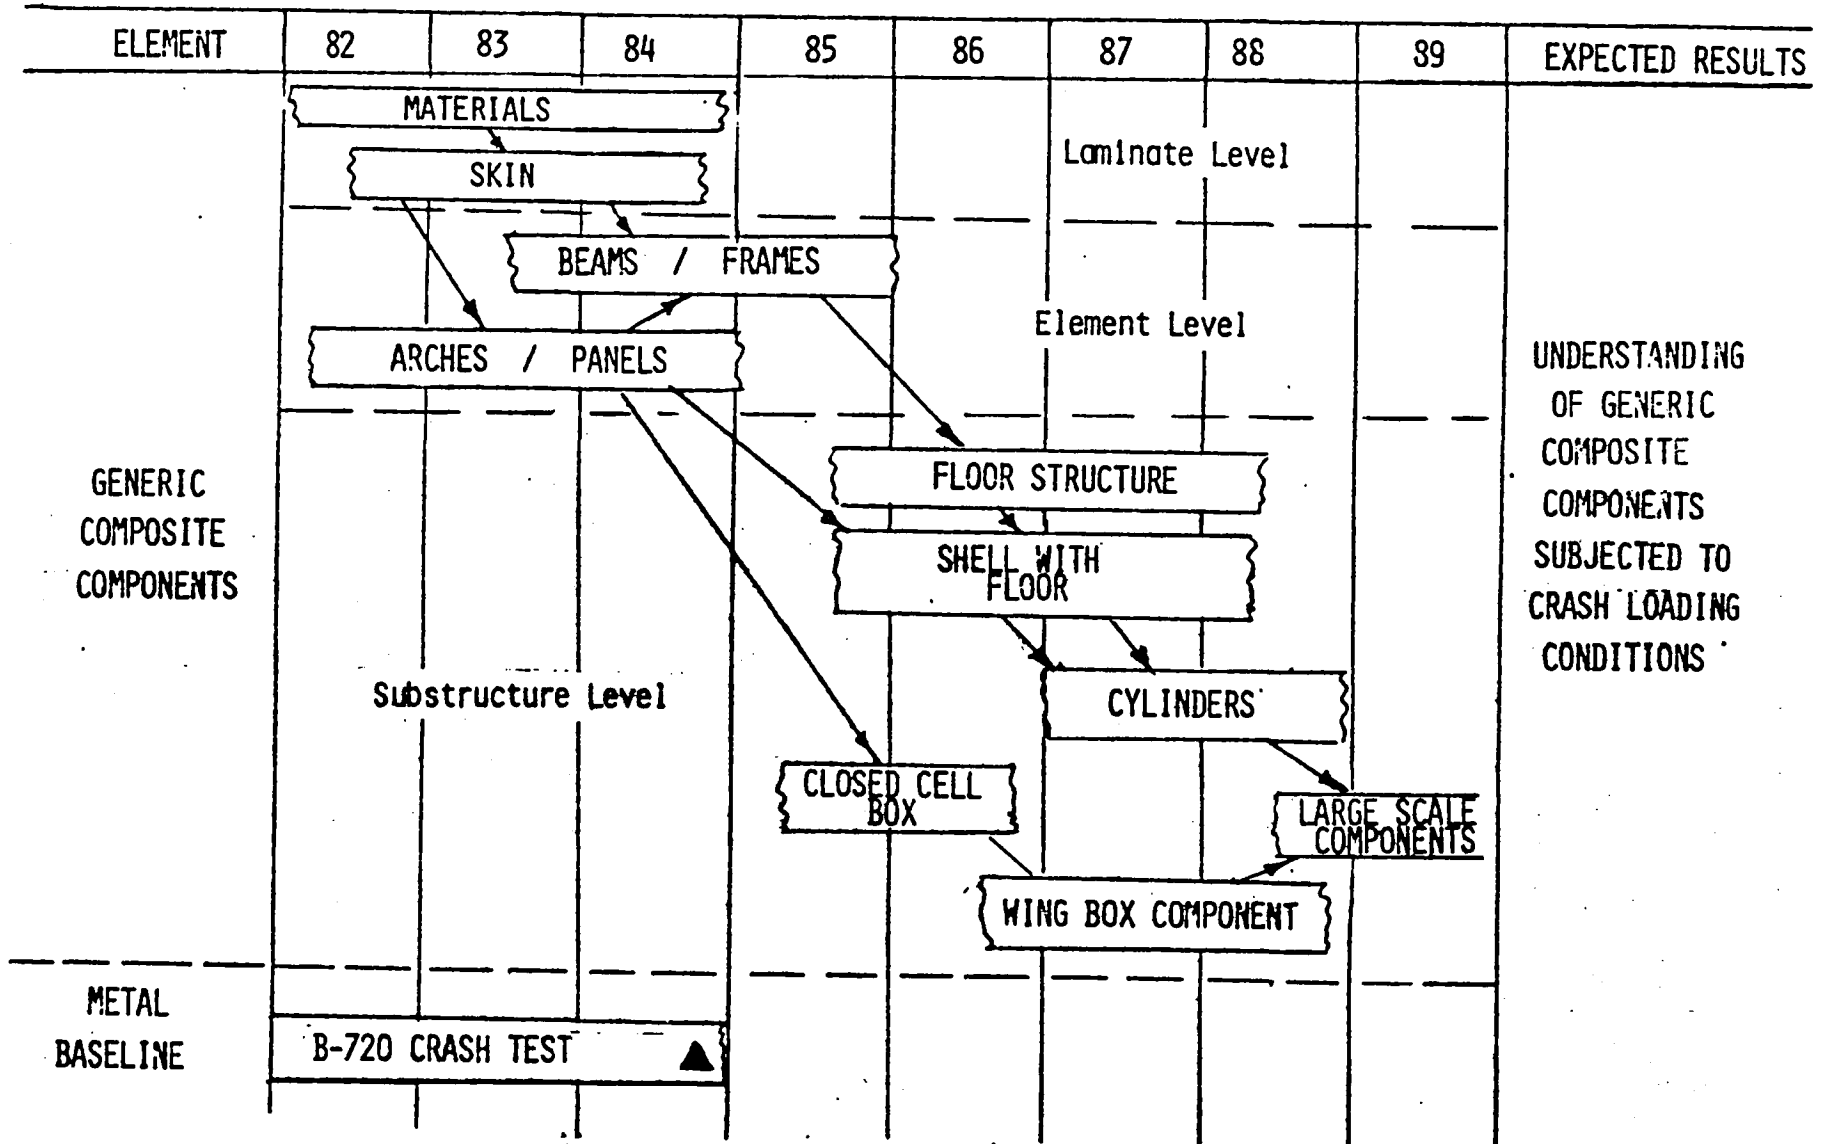 ELEMENT 82 83 84 85 86 87 88 89 EXPECTED RESULTS
MATERIALS
Laminate Level
SKIN
BEAMS / FRAMES
Element Level
ARCHES / PANELS
FLOOR STRUCTURE
SHELL WITH
FLOOR
GENERIC
COMPOSITE
COMPONENTS
UNDERSTANDING
OF GENERIC
COMPOSITE
COMPONENTS
SUBJECTED TO
CRASH LOADING
CONDITIONS
Substructure Level
CYLINDERS
CLOSED CELL
BOX
LARGE SCALE
COMPONENTS
WING BOX COMPONENT
METAL
BASELINE
B-720 CRASH TEST